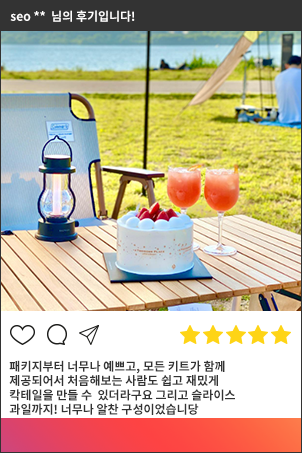 seo ** 님의 후기입니다!
패키지부터 너무나 예쁘고, 모든 키트가 함께
제공되어서 처음해보는 사람도 쉽고 재밌게
칵테일을 만들 수 있더라구요 그리고 슬라이스
과일까지! 너무나 알찬 구성이었습니당